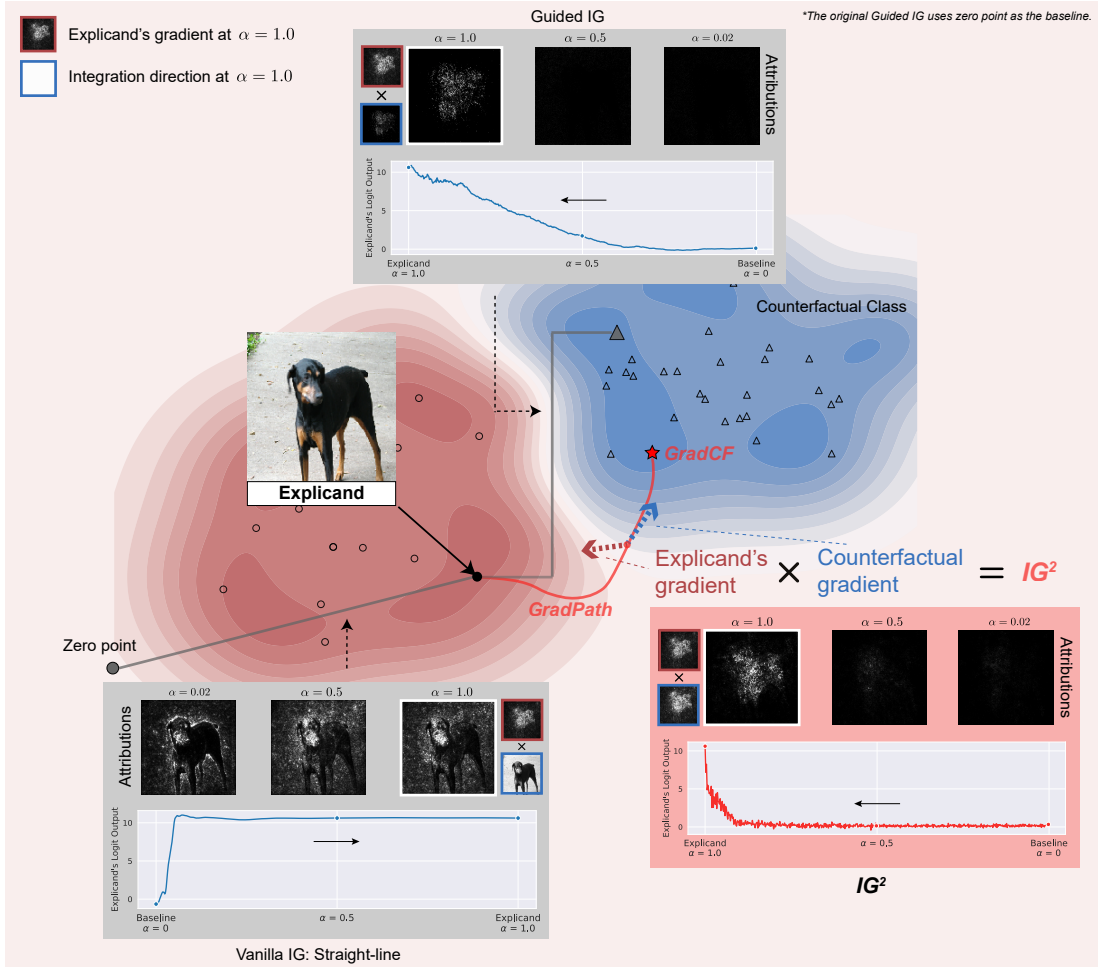 Guided IG
*The original Guided IG uses zero point as the baseline.
Explicand's gradient at α = 1.0
Integration direction at α = 1.0
α = 1.0
α = 0.5
α = 0.02
×
Attributions
Explicand's Logit Output
10
5
0
Explicand
α = 1.0
α = 0.5
Baseline
α = 0
Counterfactual Class
Explicand
GradCF
GradPath
Explicand's
gradient
×
Counterfactual
gradient
=
IG²
Zero point
Attributions
α = 0.02
α = 0.5
α = 1.0
×
Explicand's Logit Output
10
5
0
Baseline
α = 0
α = 0.5
Explicand
α = 1.0
Vanilla IG: Straight-line
α = 1.0
α = 0.5
α = 0.02
×
Attributions
Explicand's Logit Output
10
5
0
Explicand
α = 1.0
α = 0.5
Baseline
α = 0
IG²